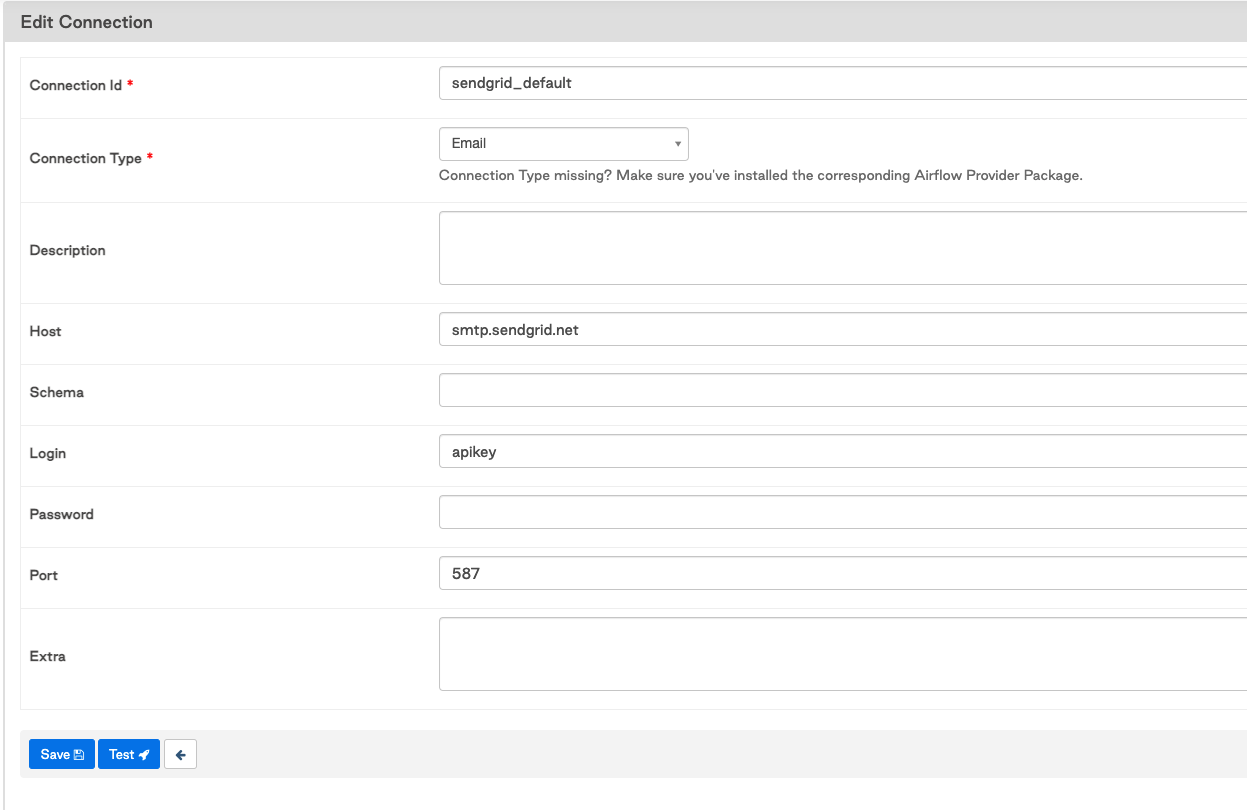 Edit Connection
Connection Id *
sendgrid_default
Connection Type *
Email
Connection Type missing? Make sure you've installed the corresponding Airflow Provider Package.
Description
Host
smtp.sendgrid.net
Schema
Login
apikey
Password
Port
587
Extra
Save
Test